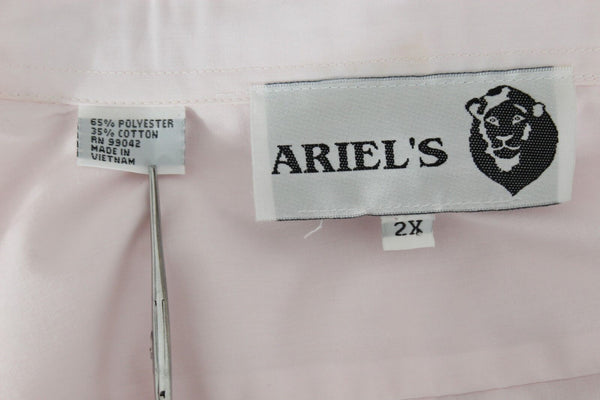 65% POLYESTER
35% COTTON
RN 99042
MADE IN
VIETNAM
ARIEL'S
2X